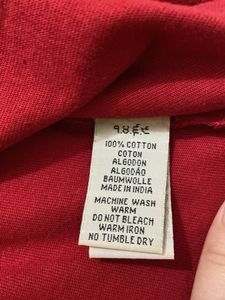 100% COTTON
COTON
ALGODON
ALGODÃO
BAUMWOLLE
MADE IN INDIA
MACHINE WASH
WARM
DO NOT BLEACH
WARM IRON
NO TUMBLE DRY